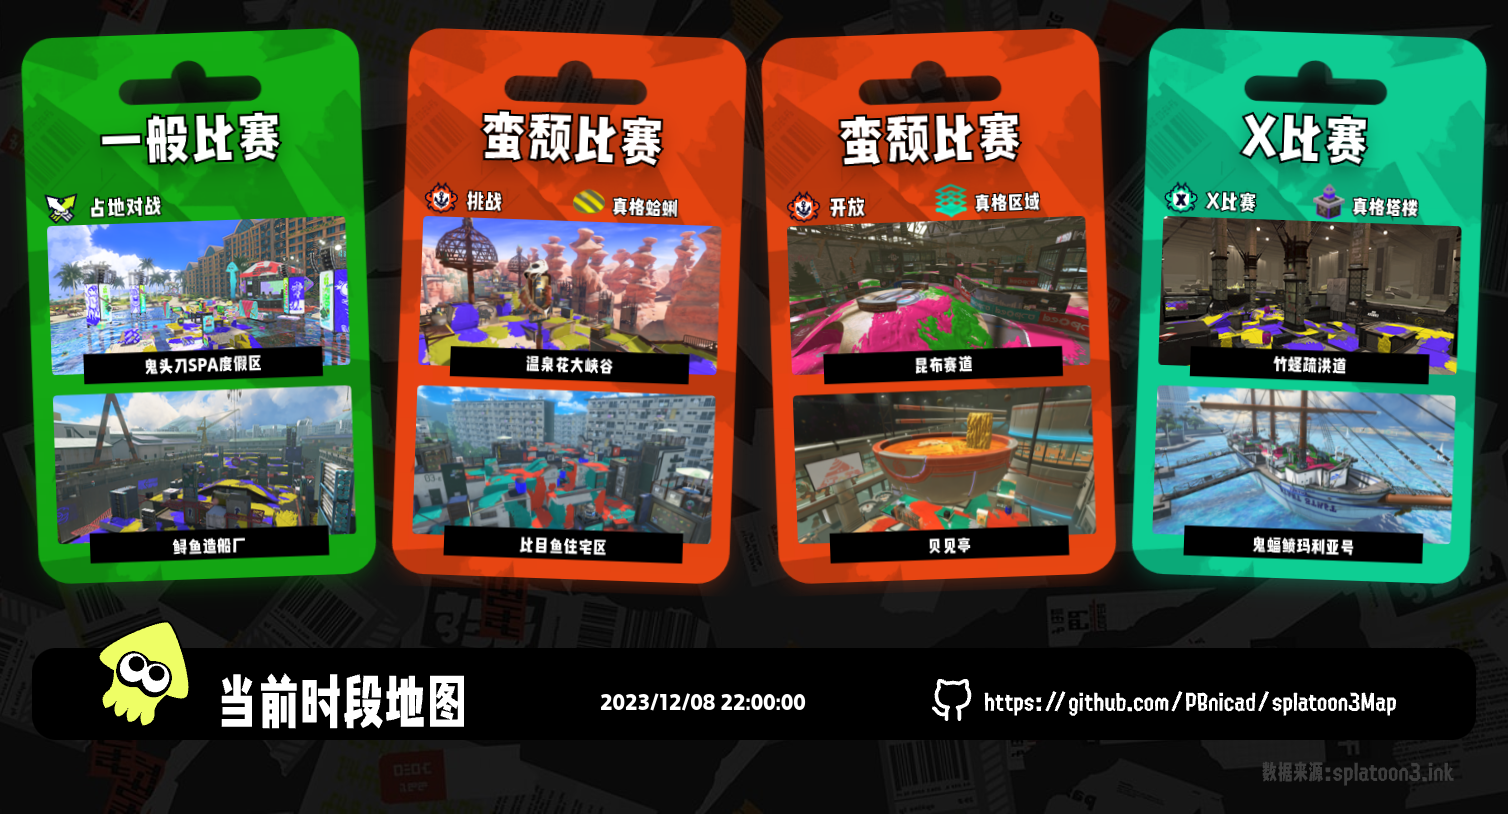 一般比赛
占地对战
鬼头刀SPA度假区
鲟鱼造船厂
蛮颓比赛
挑战
真格蛤蜊
温泉花大峡谷
比目鱼住宅区
蛮颓比赛
开放
真格区域
昆布赛道
贝贝亭
X比赛
X比赛
真格塔楼
竹蛏疏洪道
鬼蝠鲼玛利亚号
当前时段地图
2023/12/08 22:00:00
https://github.com/PBnicad/splatoon3Map
数据来源:splatoon3.ink